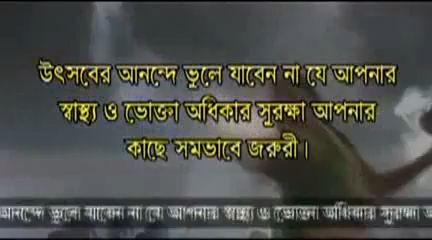 উৎসবের আনন্দে ভুলে যাবেন না যে আপনার
স্বাস্থ্য ও ভোক্তা অধিকার সুরক্ষা আপনার
কাছে সমভাবে জরুরী।
আনন্দে ভুলে যাবেন না যে আপনার স্বাস্থ্য ও ভোক্তা অধিকার সুরক্ষা আ